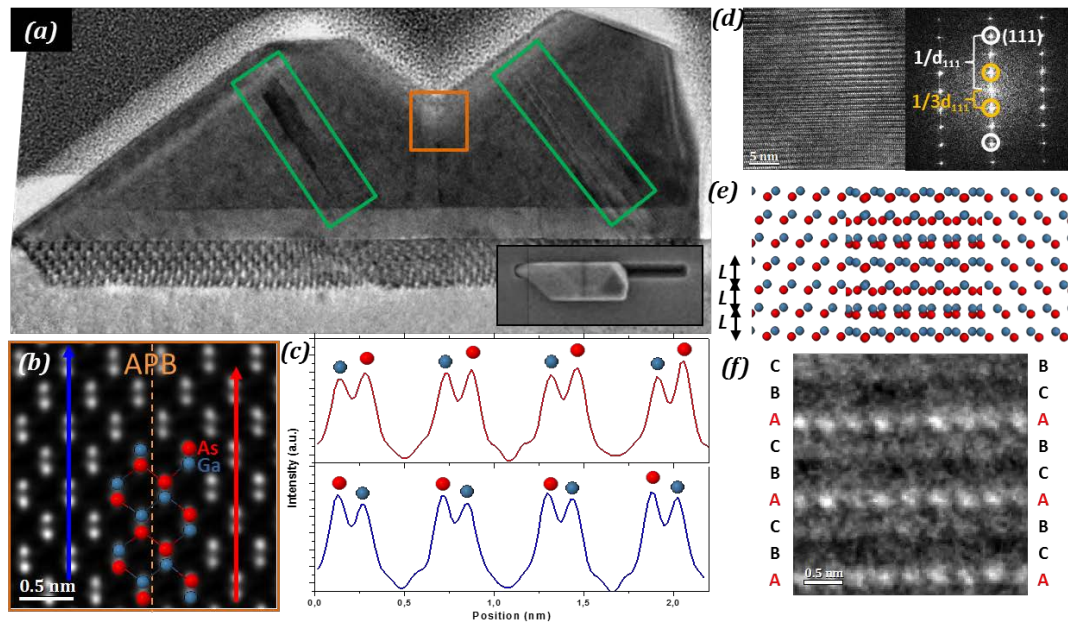 (a)
(b)
APB
As
Ga
0.5 nm
(c)
Intensity (a.u.)
0,0 0,5 1,0 1,5 2,0
Position (nm)
(d)
5 nm
(111)
1/d111
1/3d111
(e)
L
L
L
(f)
C B
B C
A A
C B
B C
A A
C B
B C
A A
0.5 nm